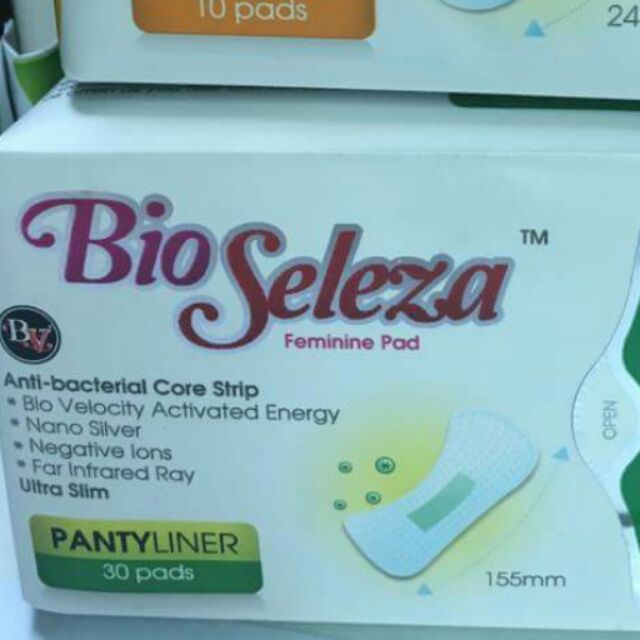 10 pads
24
Bio Seleza
TM
Feminine Pad
BV
Anti-bacterial Core Strip
* Bio Velocity Activated Energy
* Nano Silver
* Negative Ions
* Far Infrared Ray
Ultra Slim
PANTYLINER
30 pads
155mm
OPEN